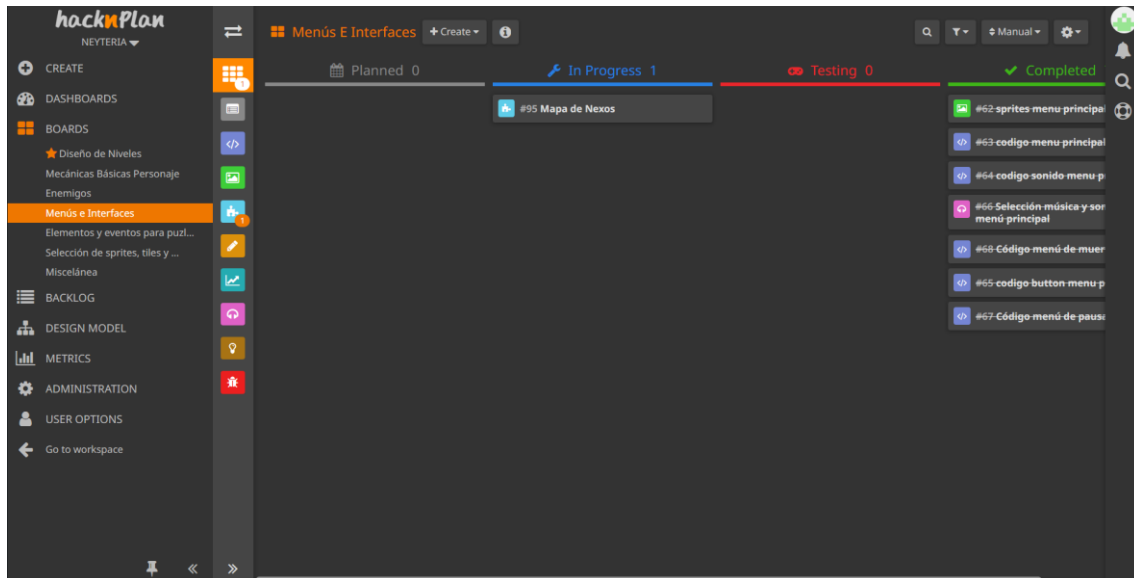 hacknPlan
NEYTERIA
CREATE
DASHBOARDS
BOARDS
Diseño de Niveles
Mecánicas Básicas Personaje
Enemigos
Menús e Interfaces
Elementos y eventos para puzl...
Selección de sprites, tiles y ...
Miscelánea
BACKLOG
DESIGN MODEL
METRICS
ADMINISTRATION
USER OPTIONS
Go to workspace
1
1
Menús E Interfaces
+ Create
Manual
Planned 0
In Progress 1
Testing 0
Completed
#95 Mapa de Nexos
#62 sprites menu principal
#63 codigo menu principal
#64 codigo sonido menu p
#66 Selección música y son
menú principal
#68 Código menú de muer
#65 codigo button menu p
#67 Código menú de pausa